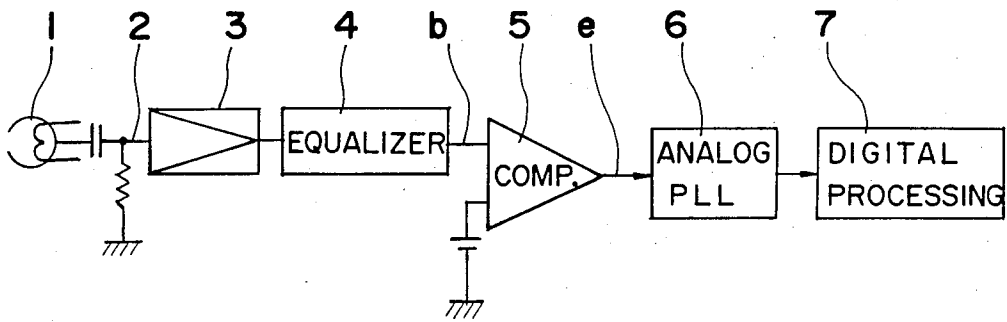 1 2 3 4 b 5 e 6 7
EQUALIZER
COMP.
ANALOG
PLL
DIGITAL
PROCESSING